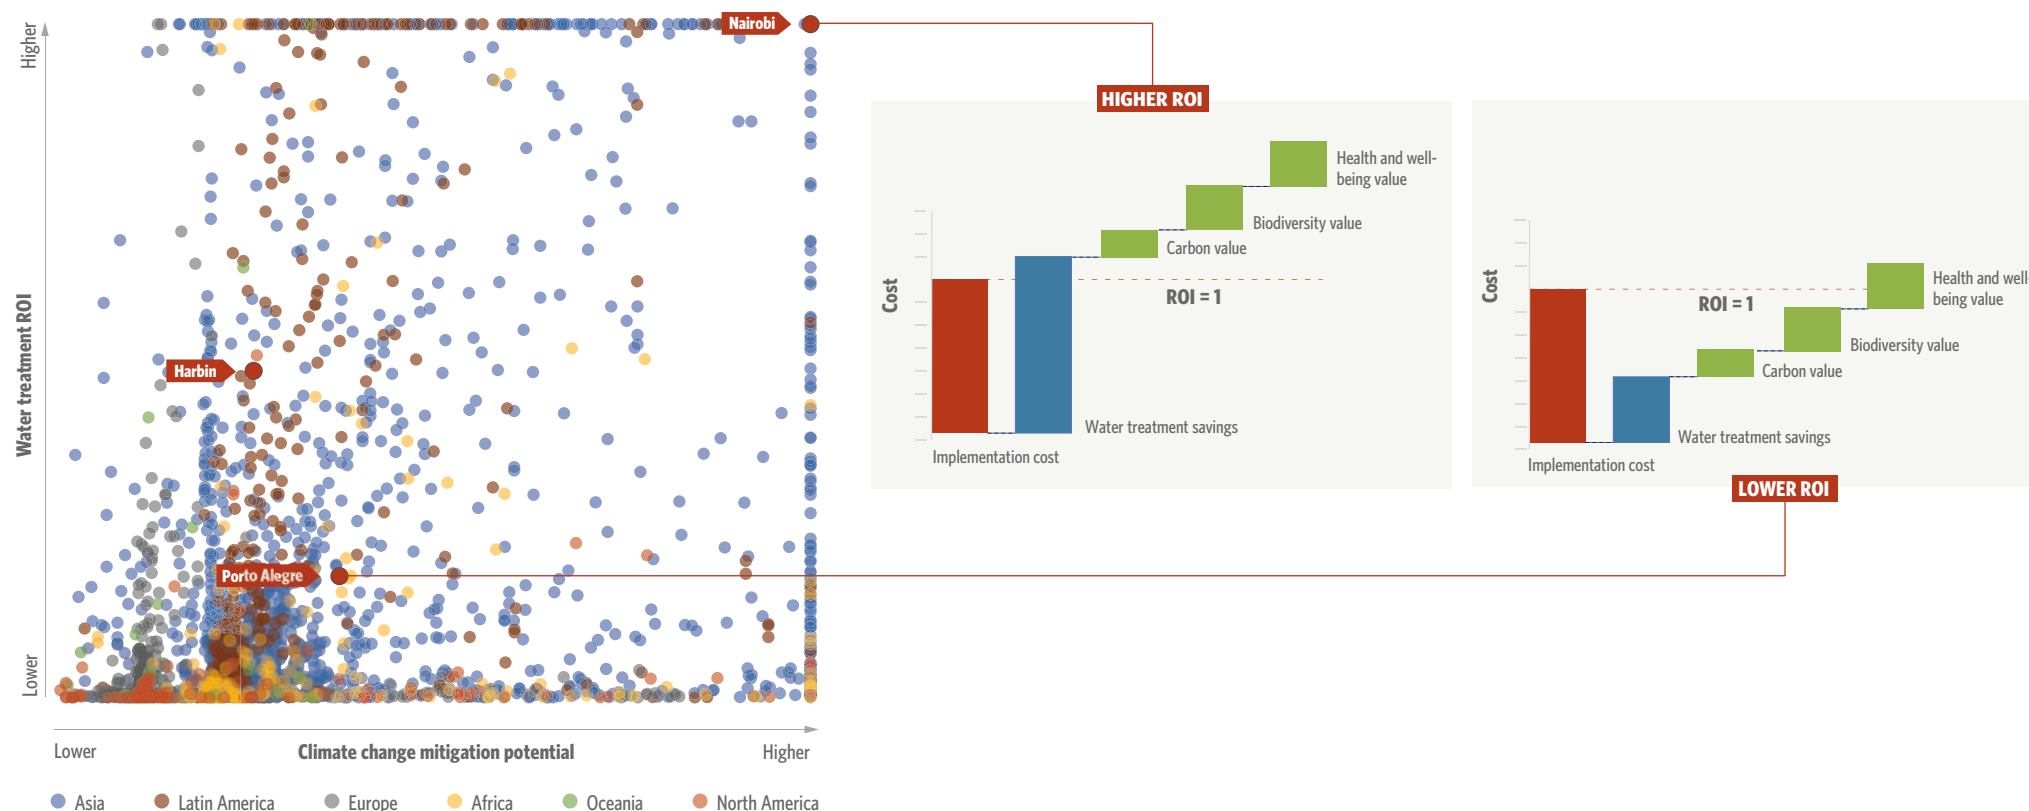 Higher
Water treatment ROI
Lower
Nairobi
Harbin
Porto Alegre
Lower
Climate change mitigation potential
Higher
Asia
Latin America
Europe
Africa
Oceania
North America
HIGHER ROI
Cost
Health and well-
being value
Biodiversity value
Carbon value
ROI = 1
Water treatment savings
Implementation cost
Cost
Health and well-
being value
ROI = 1
Biodiversity value
Carbon value
Water treatment savings
Implementation cost
LOWER ROI